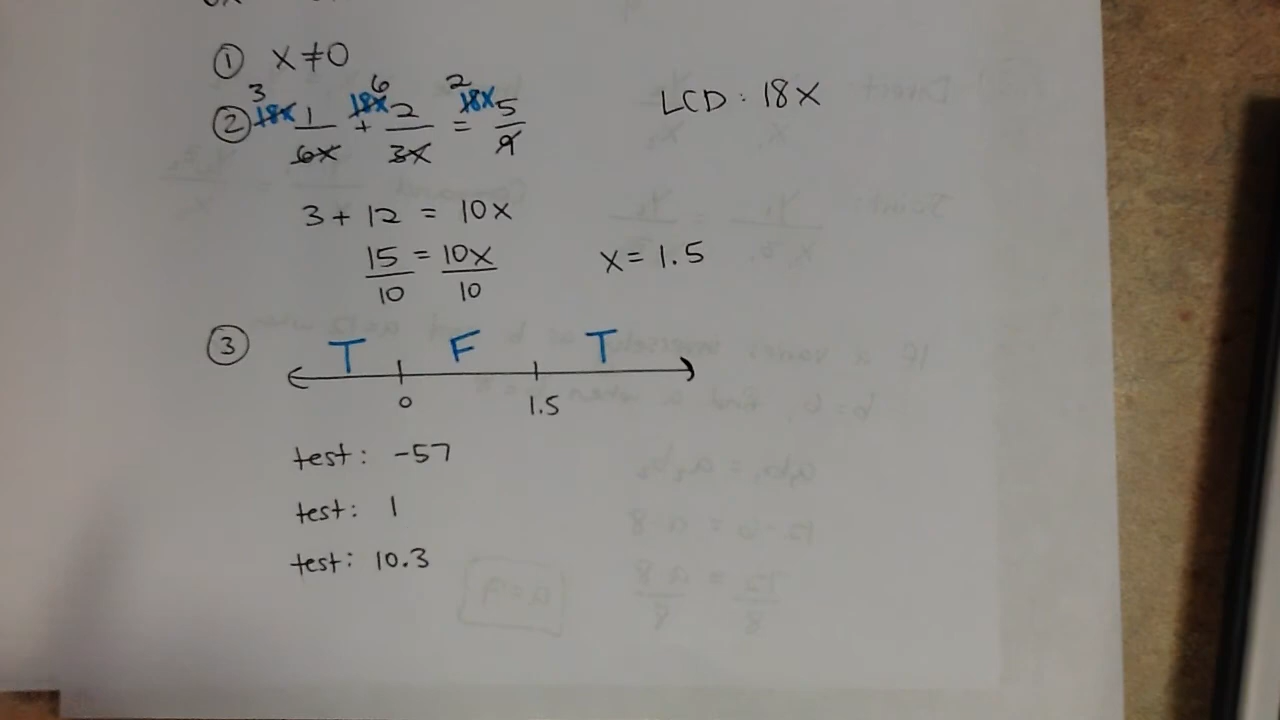 ① x ≠ 0
3 6 2
② 18x 1/6x + 18x 2/3x = 18x 5/9 LCD: 18x
3 + 12 = 10x
15/10 = 10x/10 x = 1.5
③ T F T
0 1.5
test: -57
test: 1
test: 10.3